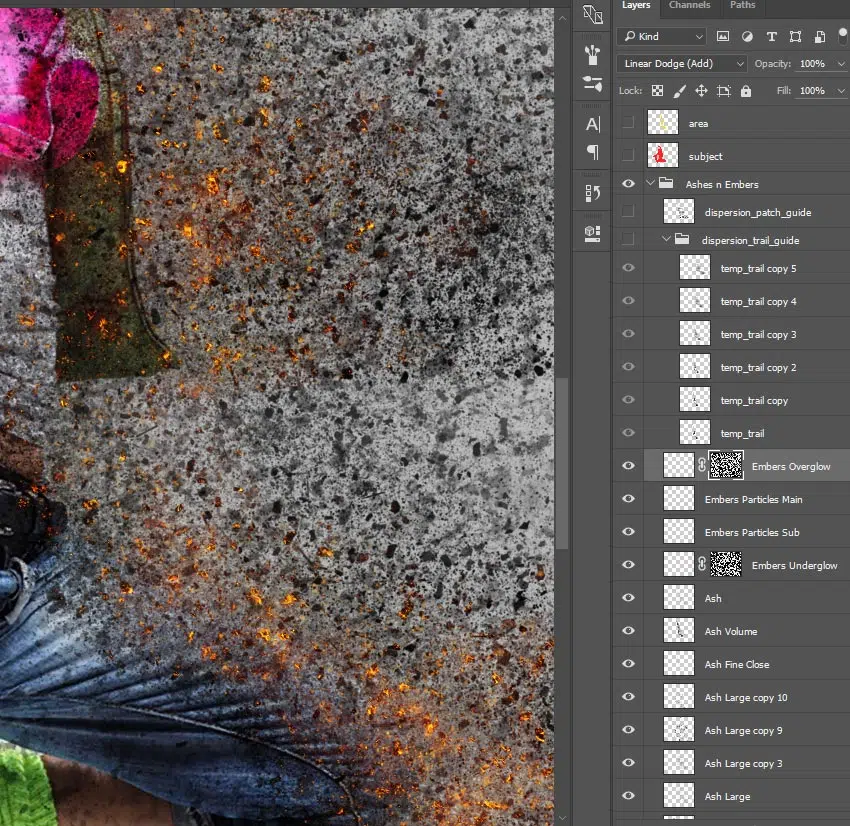 Layers Channels Paths
Kind T
Linear Dodge (Add) Opacity: 100%
Lock: Fill: 100%
A
area
subject
Ashes n Embers
dispersion_patch_guide
dispersion_trail_guide
temp_trail copy 5
temp_trail copy 4
temp_trail copy 3
temp_trail copy 2
temp_trail copy
temp_trail
Embers Overglow
Embers Particles Main
Embers Particles Sub
Embers Underglow
Ash
Ash Volume
Ash Fine Close
Ash Large copy 10
Ash Large copy 9
Ash Large copy 3
Ash Large